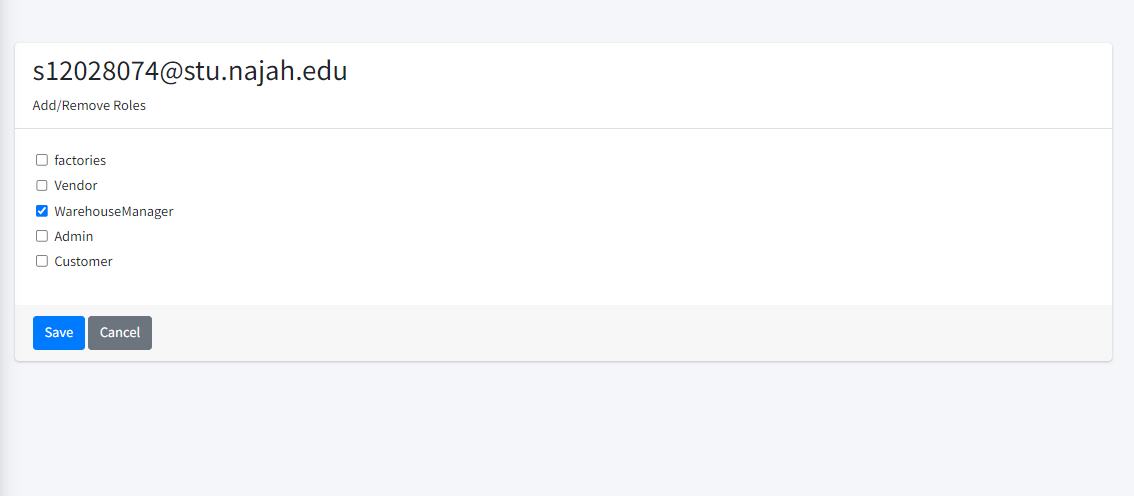 s12028074@stu.najah.edu
Add/Remove Roles
factories
Vendor
WarehouseManager
Admin
Customer
Save Cancel